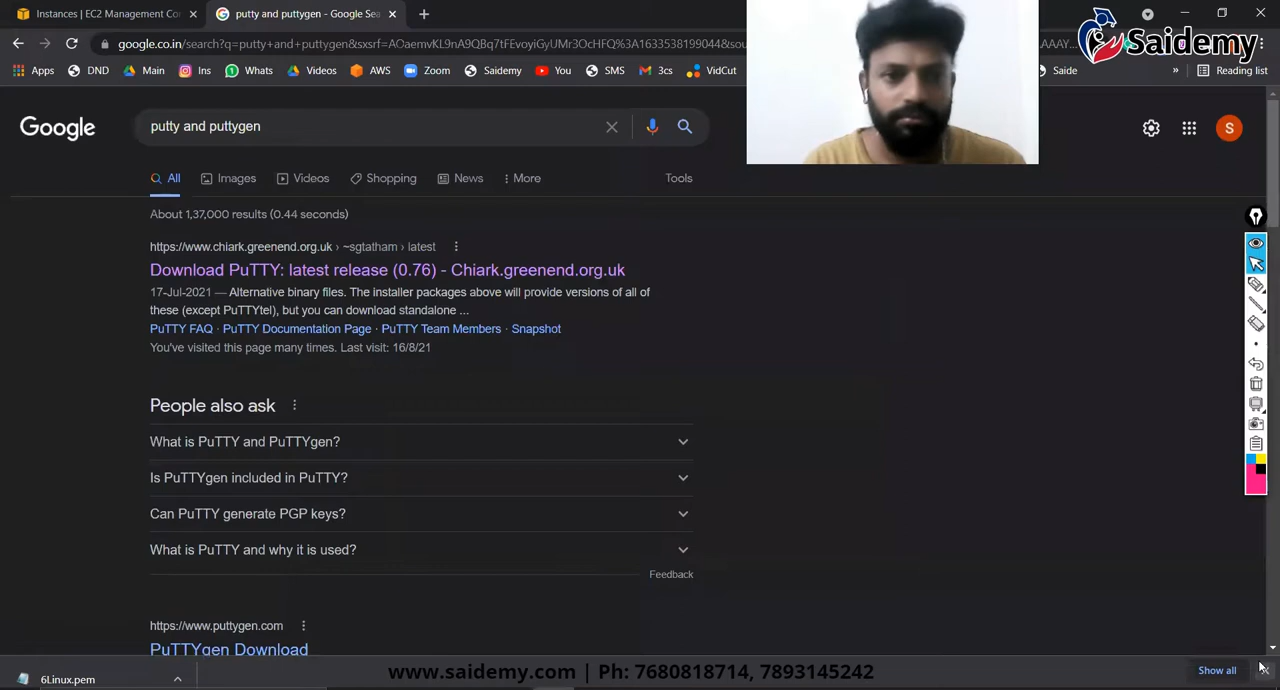 Instances | EC2 Management Co
putty and puttygen - Google Sea
google.co.in/search?q=putty+and+puttygen&sxsrf=AOaemvKL9nA9QBq7tFEvoyiGyUMr3OcHFQ%3A1633538199044&sou
Saidemy
Apps
DND
Main
Ins
Whats
Videos
AWS
Zoom
Saidemy
You
SMS
3cs
VidCut
Saide
»
Reading list
Google
putty and puttygen
S
All
Images
Videos
Shopping
News
More
Tools
About 1,37,000 results (0.44 seconds)
https://www.chiark.greenend.org.uk › ~sgtatham › latest
Download PuTTY: latest release (0.76) - Chiark.greenend.org.uk
17-Jul-2021 — Alternative binary files. The installer packages above will provide versions of all of
these (except PuTTYtel), but you can download standalone ...
PuTTY FAQ · PuTTY Documentation Page · PuTTY Team Members · Snapshot
You've visited this page many times. Last visit: 16/8/21
People also ask
What is PuTTY and PuTTYgen?
Is PuTTYgen included in PuTTY?
Can PuTTY generate PGP keys?
What is PuTTY and why it is used?
Feedback
https://www.puttygen.com
PuTTYgen Download
6Linux.pem
www.saidemy.com | Ph: 7680818714, 7893145242
Show all